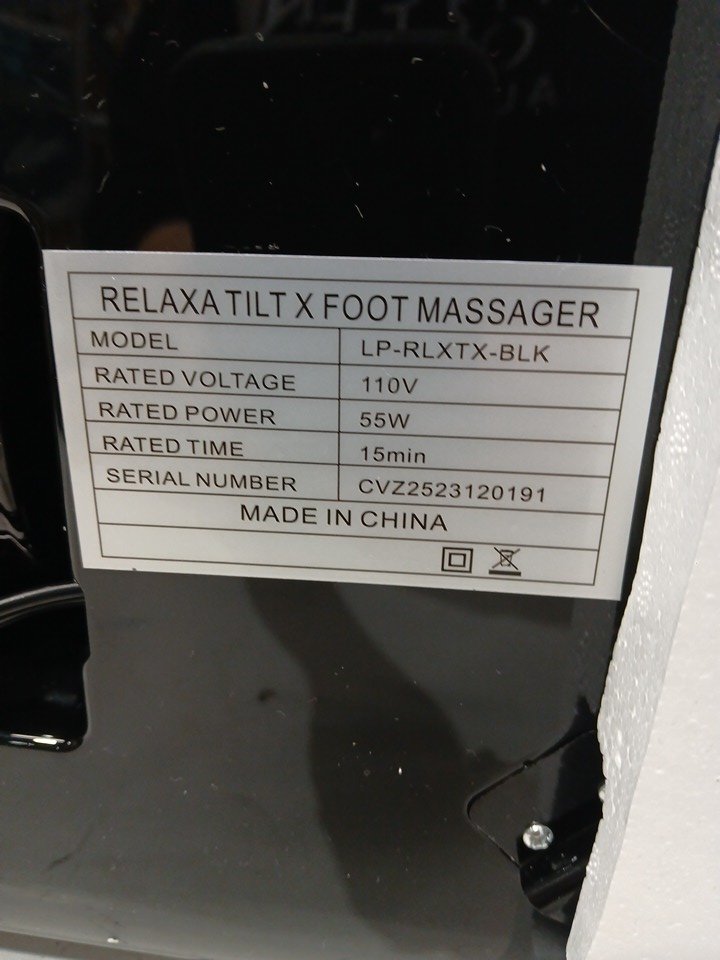 RELAXA TILT X FOOT MASSAGER
MODEL LP-RLXTX-BLK
RATED VOLTAGE 110V
RATED POWER 55W
RATED TIME 15min
SERIAL NUMBER CVZ2523120191
MADE IN CHINA